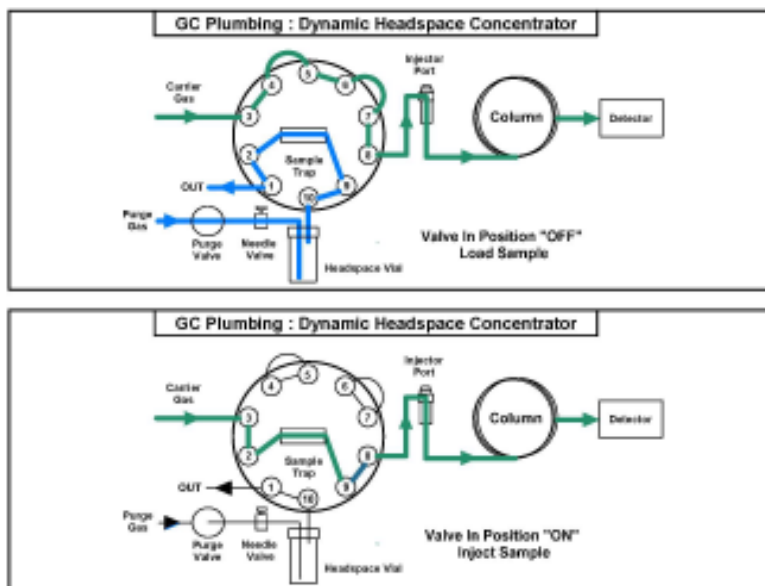 GC Plumbing : Dynamic Headspace Concentrator
Injector
Port
Carrier
Gas
5
4
6
3
7
Column
Detector
2
8
Sample
Trap
OUT
1
9
10
Purge
Gas
Purge
Valve
Needle
Valve
Headspace Vial
Valve In Position "OFF"
Load Sample
GC Plumbing : Dynamic Headspace Concentrator
Injector
Port
Carrier
Gas
5
4
6
3
7
Column
Detector
2
8
Sample
Trap
OUT
1
9
10
Purge
Gas
Purge
Valve
Needle
Valve
Headspace Vial
Valve In Position "ON"
Inject Sample